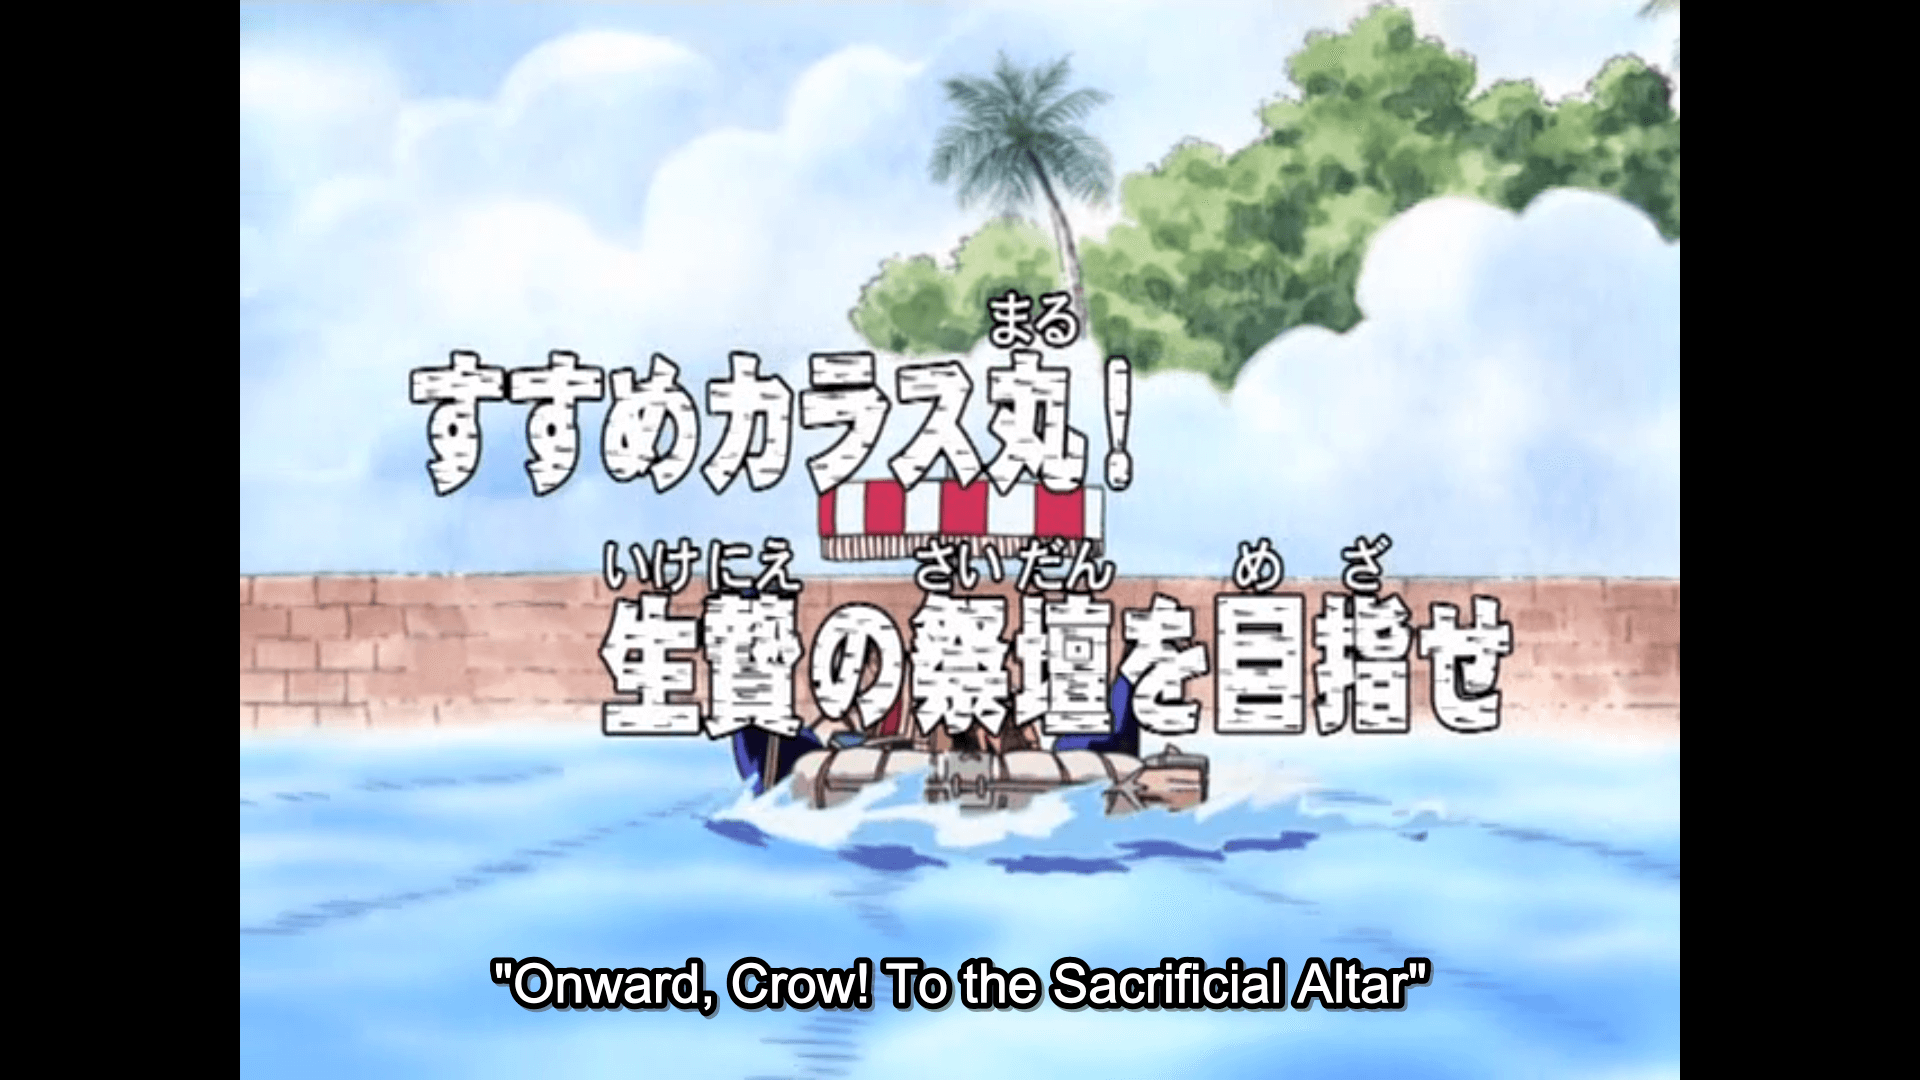 まる
すすめカラス丸！
いけにえ さいだん め ざ
生贄の祭壇を目指せ
"Onward, Crow! To the Sacrificial Altar"